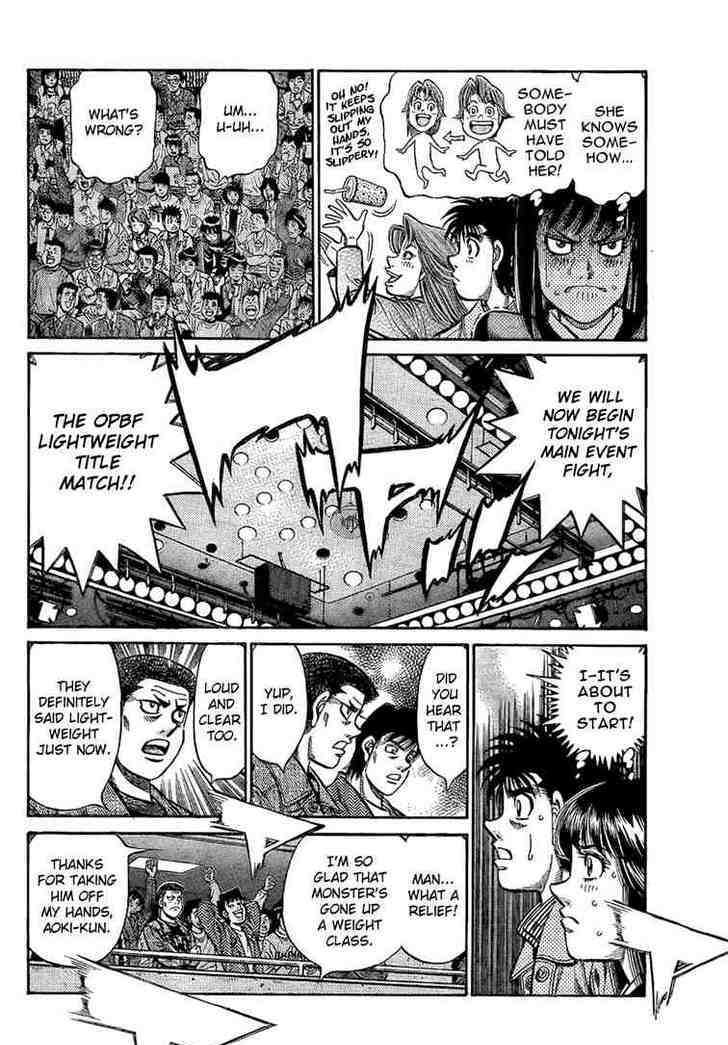 SHE
KNOWS
SOME-
HOW...
SOME-
BODY
MUST
HAVE
TOLD
HER!
OH NO!
IT KEEPS
SLIPPING
OUT MY
HANDS,
IT'S SO
SLIPPERY!
UM...
U-UH...
WHAT'S
WRONG?
WE WILL
NOW BEGIN
TONIGHT'S
MAIN EVENT
FIGHT,
THE OPBF
LIGHTWEIGHT
TITLE
MATCH!!
I-IT'S
ABOUT
TO
START!
DID
YOU
HEAR
THAT
...?
YUP,
I DID.
LOUD
AND
CLEAR
TOO.
THEY
DEFINITELY
SAID LIGHT-
WEIGHT
JUST NOW.
MAN...
WHAT A
RELIEF!
I'M SO
GLAD THAT
MONSTER'S
GONE UP
A WEIGHT
CLASS.
THANKS
FOR TAKING
HIM OFF
MY HANDS,
AOKI-KUN.